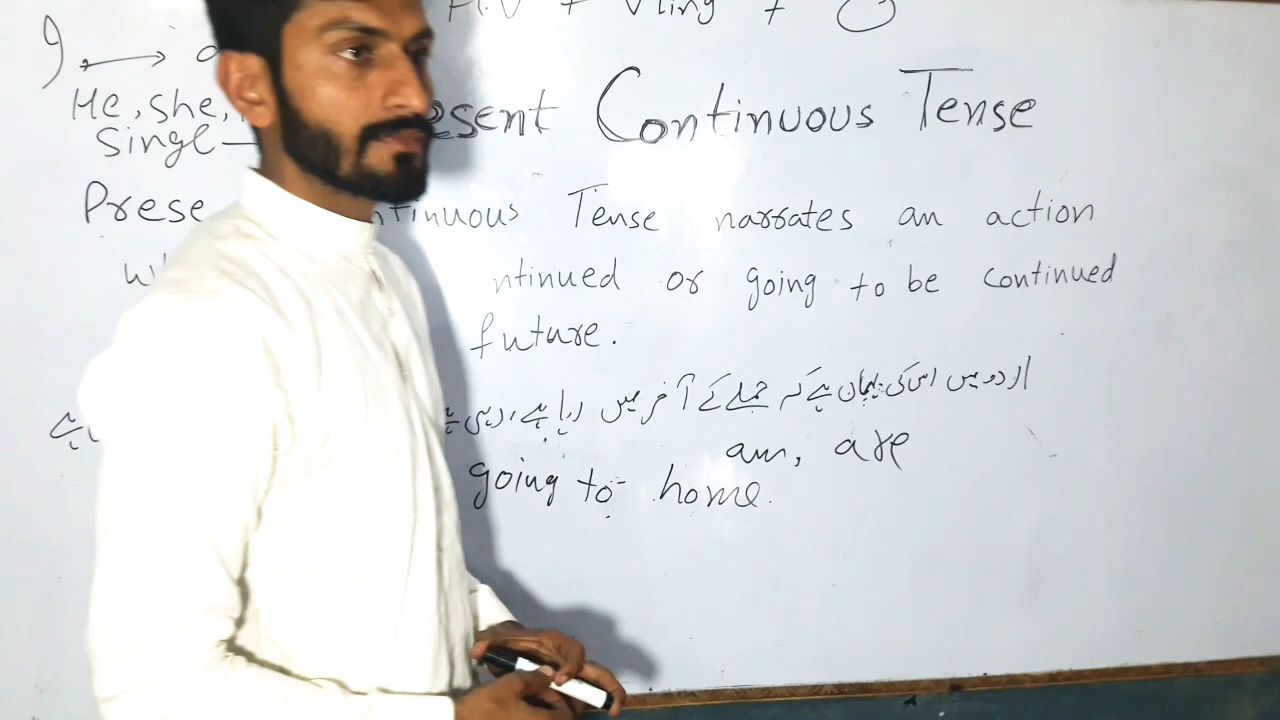 H.V + Ving + O
I →
He, she,
Singl
esent Continuous Tense
Prese ntinuous Tense narrates an action
ntinued or going to be continued
future.
اردو میں اس کی پہچان ہے کہ جملے کے آخر میں رہا ہے، رہی ہے
am, are
going to home.